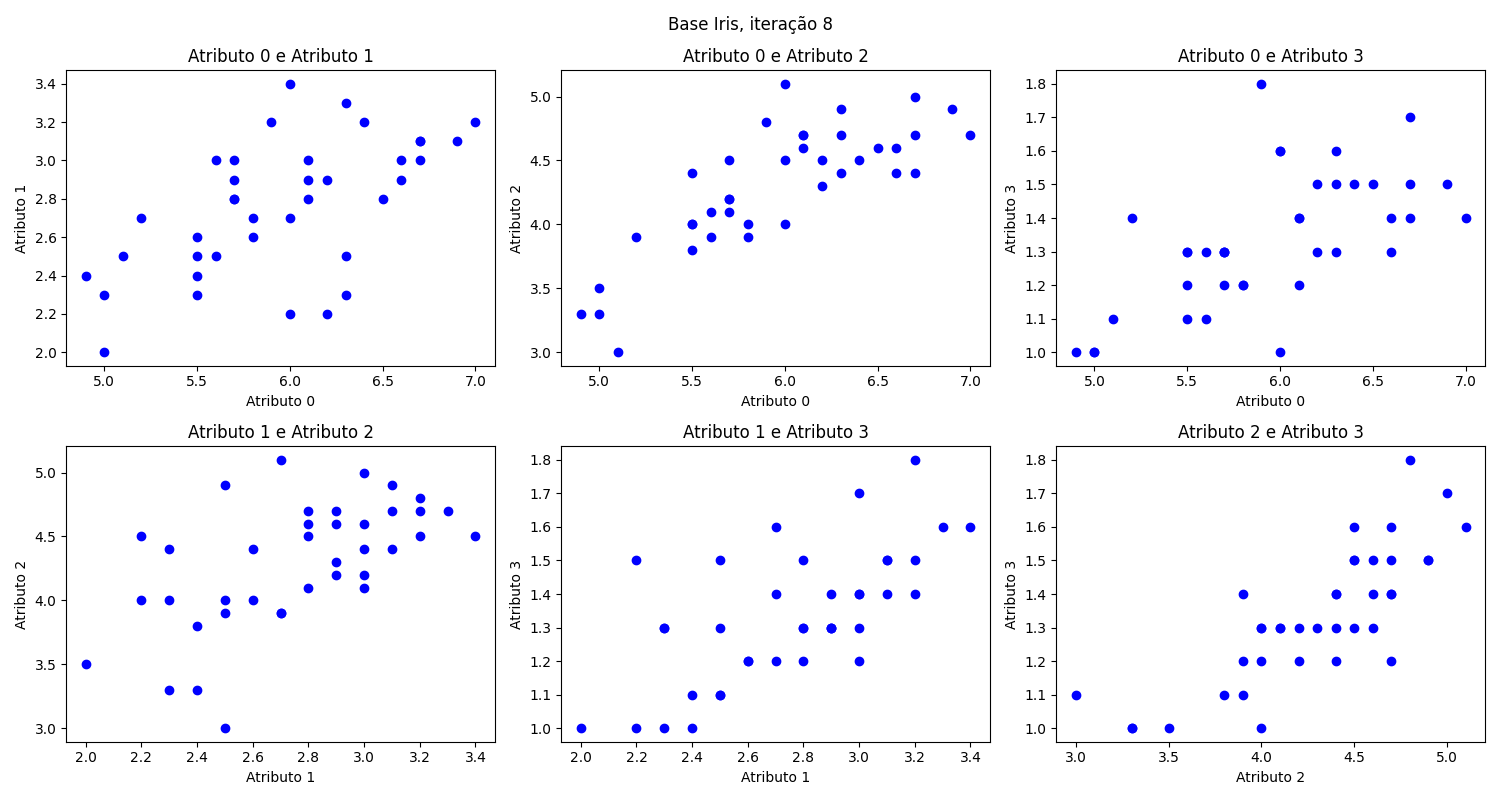 Base Iris, iteração 8
Atributo 0 e Atributo 1
3.4
3.2
3.0
2.8
2.6
2.4
2.2
2.0
Atributo 1
5.0 5.5 6.0 6.5 7.0
Atributo 0
Atributo 0 e Atributo 2
5.0
4.5
4.0
3.5
3.0
Atributo 2
5.0 5.5 6.0 6.5 7.0
Atributo 0
Atributo 0 e Atributo 3
1.8
1.7
1.6
1.5
1.4
1.3
1.2
1.1
1.0
Atributo 3
5.0 5.5 6.0 6.5 7.0
Atributo 0
Atributo 1 e Atributo 2
5.0
4.5
4.0
3.5
3.0
Atributo 2
2.0 2.2 2.4 2.6 2.8 3.0 3.2 3.4
Atributo 1
Atributo 1 e Atributo 3
1.8
1.7
1.6
1.5
1.4
1.3
1.2
1.1
1.0
Atributo 3
2.0 2.2 2.4 2.6 2.8 3.0 3.2 3.4
Atributo 1
Atributo 2 e Atributo 3
1.8
1.7
1.6
1.5
1.4
1.3
1.2
1.1
1.0
Atributo 3
3.0 3.5 4.0 4.5 5.0
Atributo 2